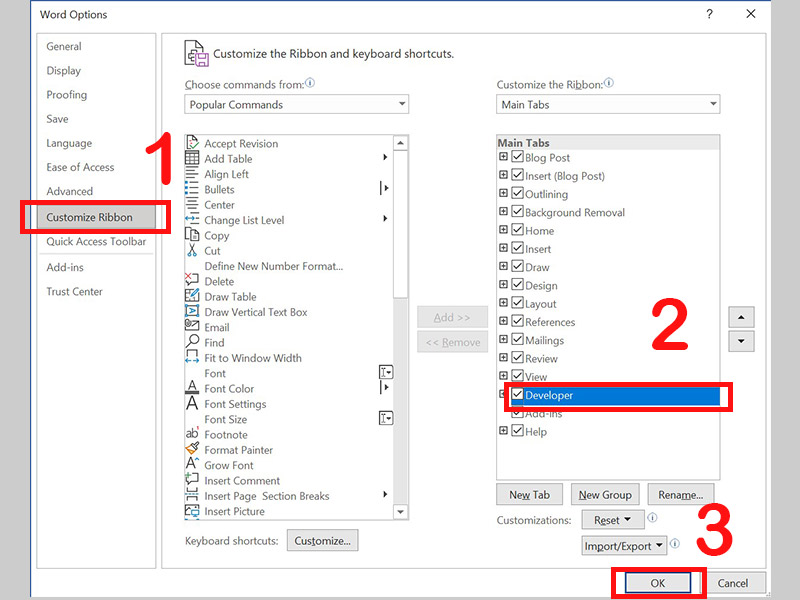 Word Options
?
General
Display
Proofing
Save
Language
Ease of Access
Advanced
Customize Ribbon
Quick Access Toolbar
Add-ins
Trust Center
1
Customize the Ribbon and keyboard shortcuts.
Choose commands from:
Popular Commands
Accept Revision
Add Table
Align Left
Bullets
Center
Change List Level
Copy
Cut
Define New Number Format...
Delete
Draw Table
Draw Vertical Text Box
Email
Find
Fit to Window Width
Font
Font Color
Font Settings
Font Size
Footnote
Format Painter
Grow Font
Insert Comment
Insert Page Section Breaks
Insert Picture
Keyboard shortcuts: Customize...
Add >>
<< Remove
Customize the Ribbon:
Main Tabs
Main Tabs
Blog Post
Insert (Blog Post)
Outlining
Background Removal
Home
Insert
Draw
Design
Layout
References
Mailings
Review
View
Developer
Add-ins
Help
2
New Tab New Group Rename...
Customizations: Reset
Import/Export
3
OK Cancel